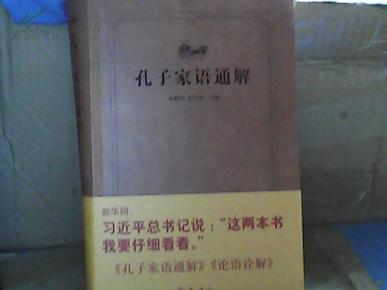 孔子家语通解
新华网:
习近平总书记说:“这两本书
我要仔细看看。”
《孔子家语通解》《论语诠解》